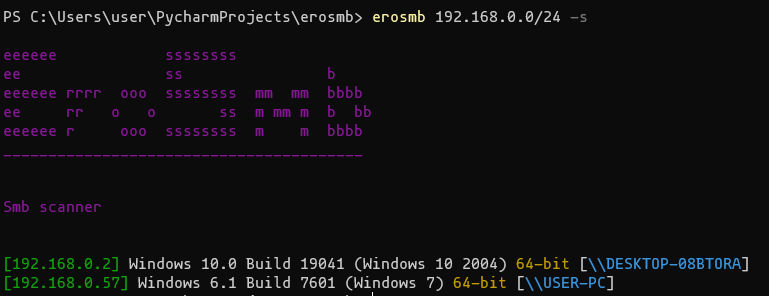 PS C:\Users\user\PycharmProjects\erosmb> erosmb 192.168.0.0/24 -s
eeeeee            ssssssss
ee                ss                b
eeeeee rrrr  ooo  ssssssss  mm  mm  bbbb
ee     rr   o   o       ss  m mm m  b  bb
eeeeee r     ooo  ssssssss  m    m  bbbb
________________________________________
Smb scanner
[192.168.0.2] Windows 10.0 Build 19041 (Windows 10 2004) 64-bit [\\DESKTOP-08BTORA]
[192.168.0.57] Windows 6.1 Build 7601 (Windows 7) 64-bit [\\USER-PC]